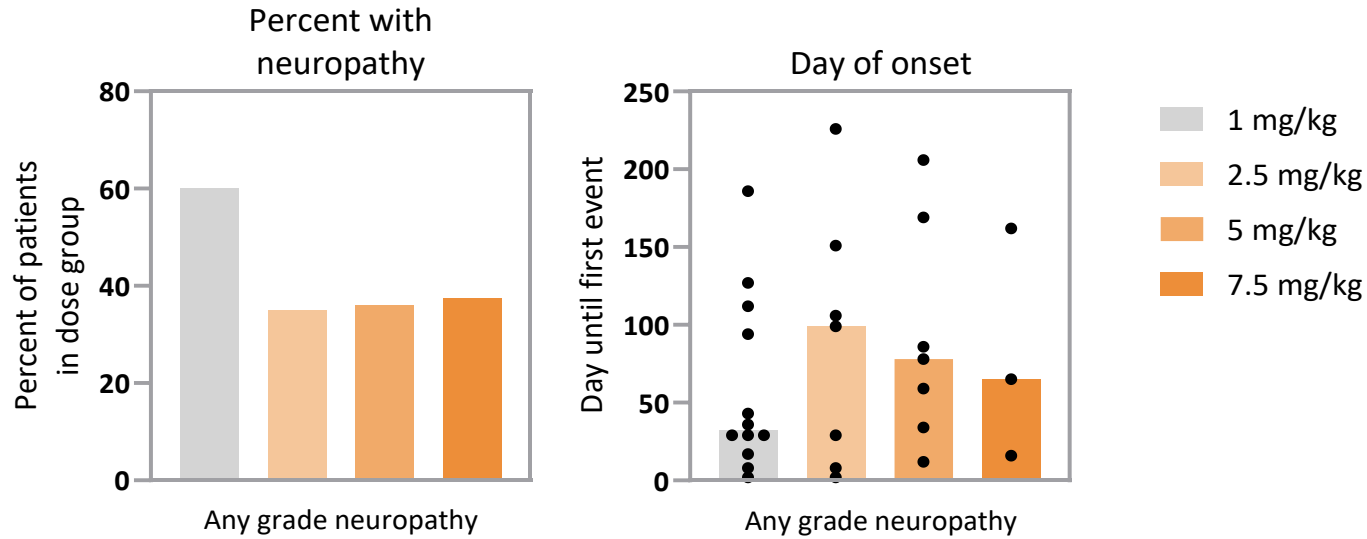 Percent with
neuropathy
80
60
40
20
0
Percent of patients
in dose group
Any grade neuropathy
Day of onset
250
200
150
100
50
0
Day until first event
Any grade neuropathy
1 mg/kg
2.5 mg/kg
5 mg/kg
7.5 mg/kg